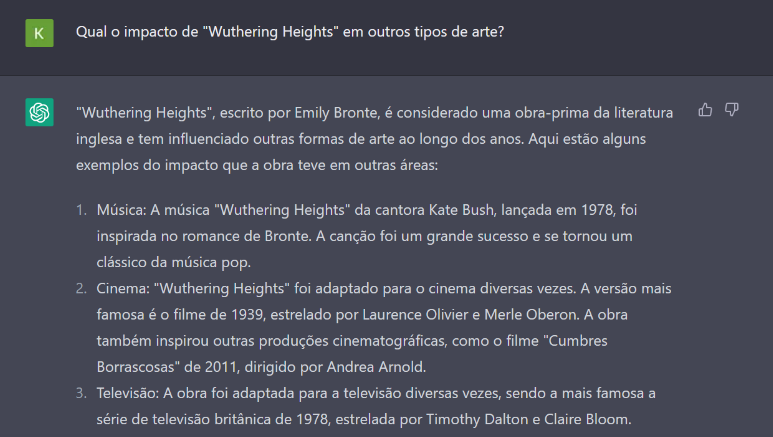 K
Qual o impacto de "Wuthering Heights" em outros tipos de arte?
"Wuthering Heights", escrito por Emily Bronte, é considerado uma obra-prima da literatura
inglesa e tem influenciado outras formas de arte ao longo dos anos. Aqui estão alguns
exemplos do impacto que a obra teve em outras áreas:
1. Música: A música "Wuthering Heights" da cantora Kate Bush, lançada em 1978, foi
inspirada no romance de Bronte. A canção foi um grande sucesso e se tornou um
clássico da música pop.
2. Cinema: "Wuthering Heights" foi adaptado para o cinema diversas vezes. A versão mais
famosa é o filme de 1939, estrelado por Laurence Olivier e Merle Oberon. A obra
também inspirou outras produções cinematográficas, como o filme "Cumbres
Borrascosas" de 2011, dirigido por Andrea Arnold.
3. Televisão: A obra foi adaptada para a televisão diversas vezes, sendo a mais famosa a
série de televisão britânica de 1978, estrelada por Timothy Dalton e Claire Bloom.